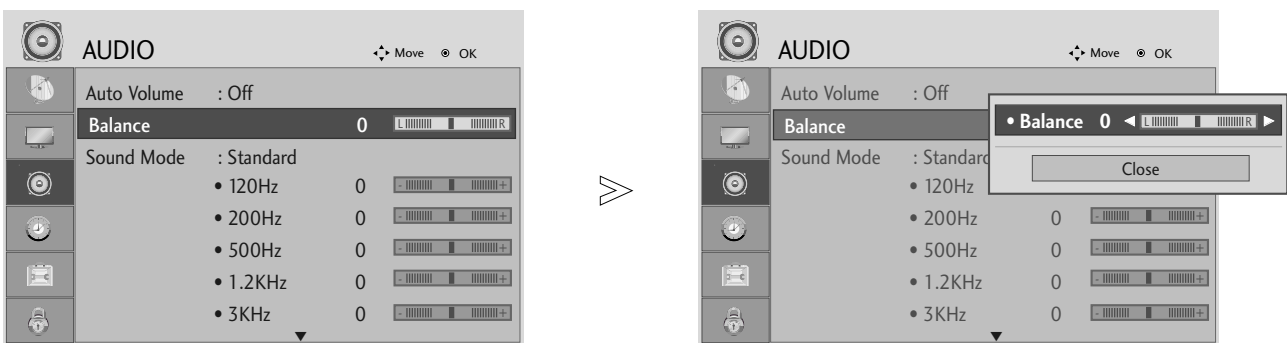 AUDIO Move OK
Auto Volume : Off
Balance 0 L R
Sound Mode : Standard
• 120Hz 0 - +
• 200Hz 0 - +
• 500Hz 0 - +
• 1.2KHz 0 - +
• 3KHz 0 - +
AUDIO Move OK
Auto Volume : Off
Balance
• Balance 0 L R
Close
Sound Mode : Standard
• 120Hz
• 200Hz 0 - +
• 500Hz 0 - +
• 1.2KHz 0 - +
• 3KHz 0 - +